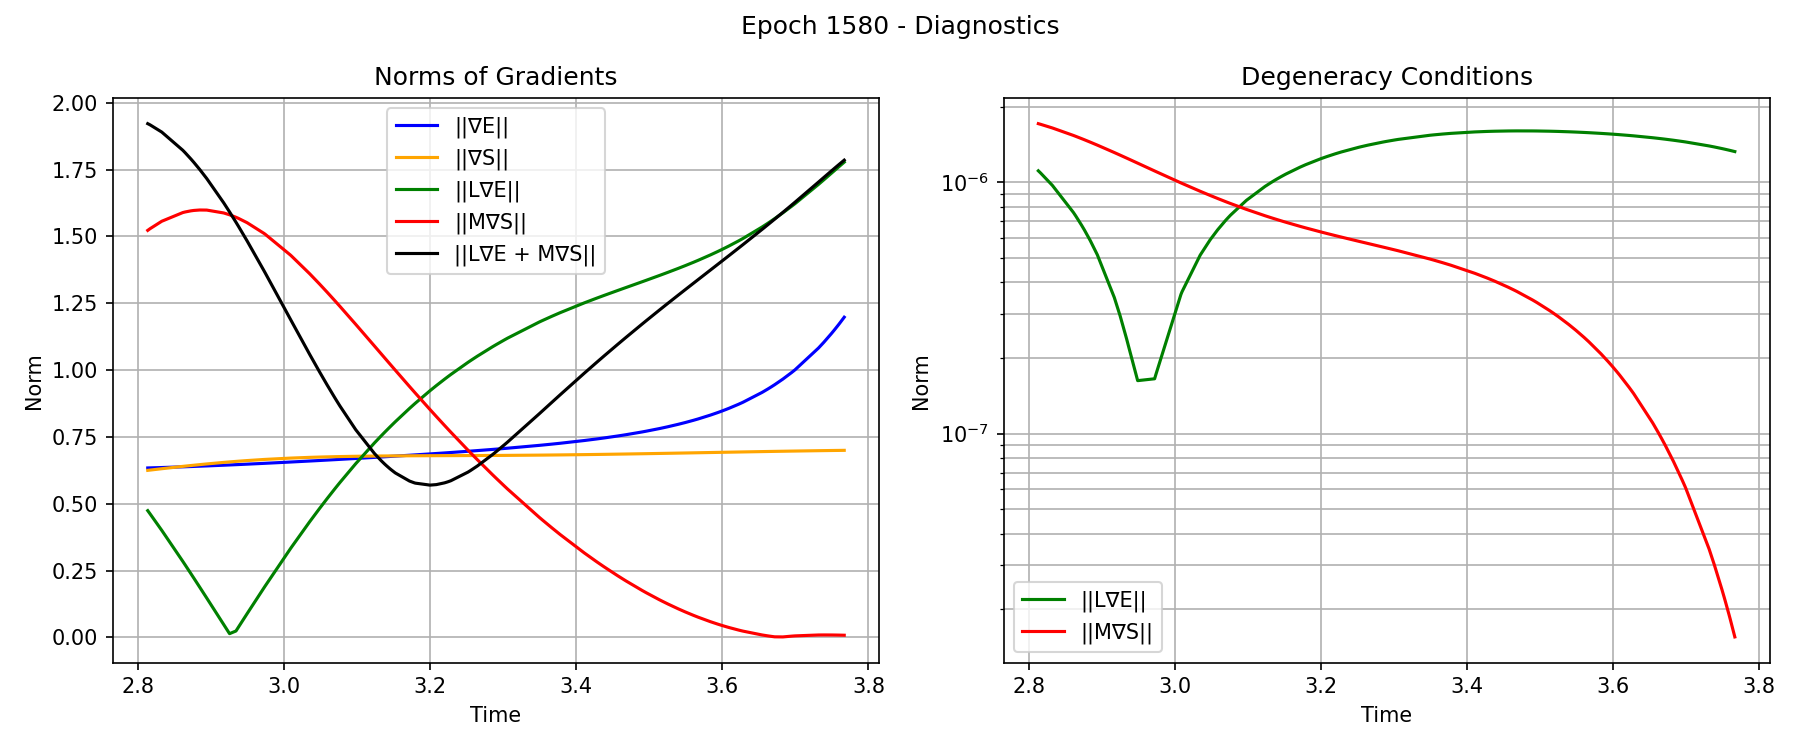 Epoch 1580 - Diagnostics
Norms of Gradients
2.00
1.75
1.50
1.25
1.00
0.75
0.50
0.25
0.00
Norm
2.8
3.0
3.2
3.4
3.6
3.8
Time
||∇E||
||∇S||
||L∇E||
||M∇S||
||L∇E + M∇S||
Degeneracy Conditions
10⁻⁶
10⁻⁷
Norm
2.8
3.0
3.2
3.4
3.6
3.8
Time
||L∇E||
||M∇S||